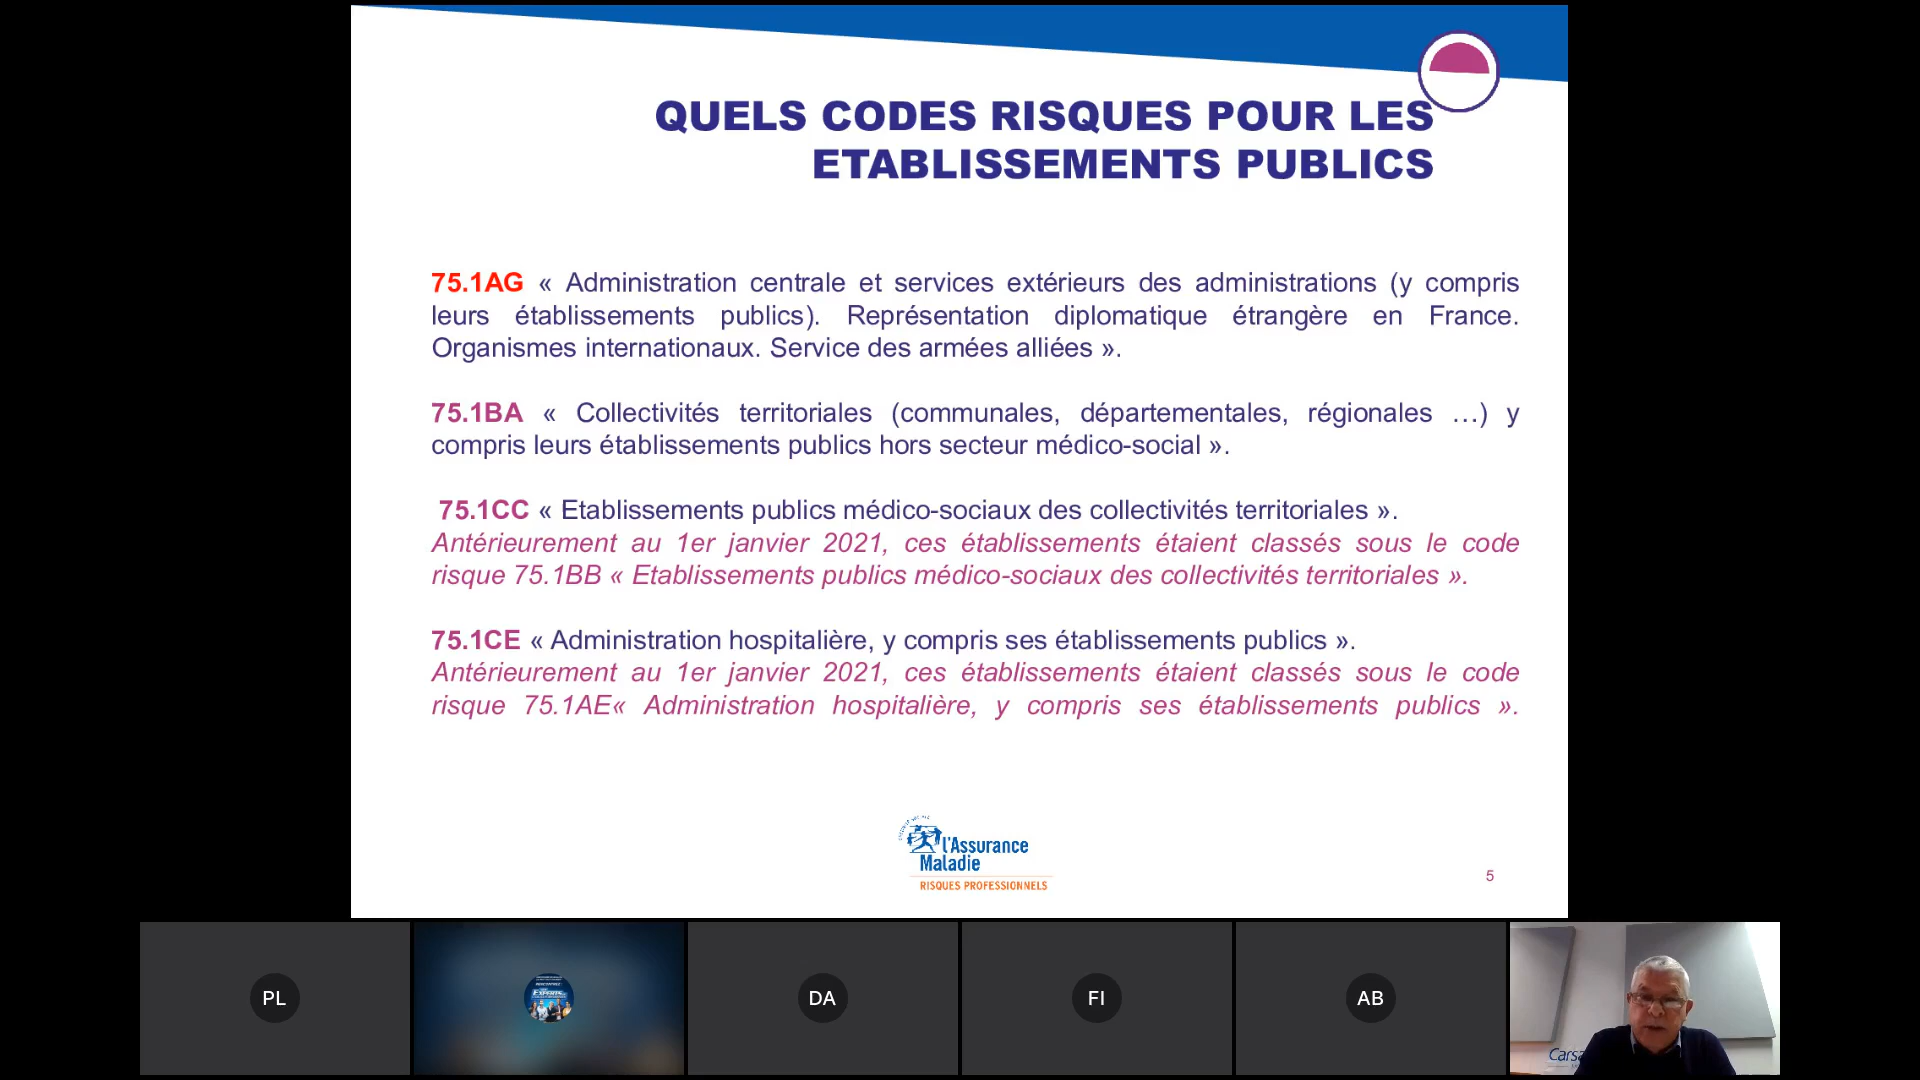 QUELS CODES RISQUES POUR LES
ETABLISSEMENTS PUBLICS
75.1AG « Administration centrale et services extérieurs des administrations (y compris
leurs établissements publics). Représentation diplomatique étrangère en France.
Organismes internationaux. Service des armées alliées ».
75.1BA « Collectivités territoriales (communales, départementales, régionales …) y
compris leurs établissements publics hors secteur médico-social ».
75.1CC « Etablissements publics médico-sociaux des collectivités territoriales ».
Antérieurement au 1er janvier 2021, ces établissements étaient classés sous le code
risque 75.1BB « Etablissements publics médico-sociaux des collectivités territoriales ».
75.1CE « Administration hospitalière, y compris ses établissements publics ».
Antérieurement au 1er janvier 2021, ces établissements étaient classés sous le code
risque 75.1AE« Administration hospitalière, y compris ses établissements publics ».
l'Assurance
Maladie
RISQUES PROFESSIONNELS
5
PL
DA
FI
AB
Carsa